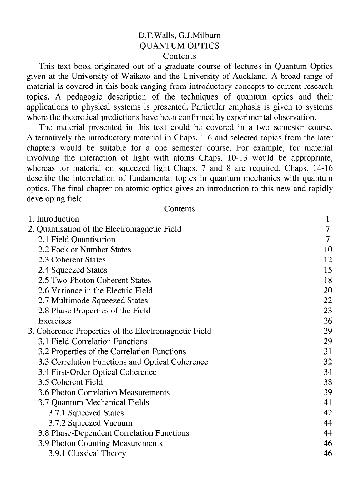 D.F.Walls, G.J.Milburn
QUANTUM OPTICS
Contents
This text book originated out of a graduate course of lectures in Quantum Optics
given at the University of Waikato and the University of Auckland. A broad range of
material is covered in this book ranging from introductory concepts to current research
topics. A pedagogic description of the techniques of quantum optics and their
applications to physical systems is presented. Particular emphasis is given to systems
where the theoretical predictions have been confirmed by experimental observation.
The material presented in this text could be covered in a two semester course.
Alternatively the introductory material in Chaps. 1-6 and selected topics from the later
chapters would be suitable for a one semester course. For example, for material
involving the interaction of light with atoms Chaps. 10-13 would be appropriate,
whereas for material on squeezed light Chaps. 7 and 8 are required. Chaps. 14-16
describe the interrelation of fundamental topics in quantum mechanics with quantum
optics. The final chapter on atomic optics gives an introduction to this new and rapidly
developing field.
Contents
1. Introduction 1
2. Quantisation of the Electromagnetic Field 7
2.1 Field Quantisation 7
2.2 Fock or Number States 10
2.3 Coherent States 12
2.4 Squeezed States 15
2.5 Two-Photon Coherent States 18
2.6 Variance in the Electric Field 20
2.7 Multimode Squeezed States 22
2.8 Phase Properties of the Field 23
Exercises 26
3. Coherence Properties of the Electromagnetic Field 29
3.1 Field-Correlation Functions 29
3.2 Properties of the Correlation Functions 31
3.3 Correlation Functions and Optical Coherence 32
3.4 First-Order Optical Coherence 34
3.5 Coherent Field 38
3.6 Photon Correlation Measurements 39
3.7 Quantum Mechanical Fields 41
3.7.1 Squeezed States 42
3.7.2 Squeezed Vacuum 44
3.8 Phase-Dependent Correlation Functions 44
3.9 Photon Counting Measurements 46
3.9.1 Classical Theory 46